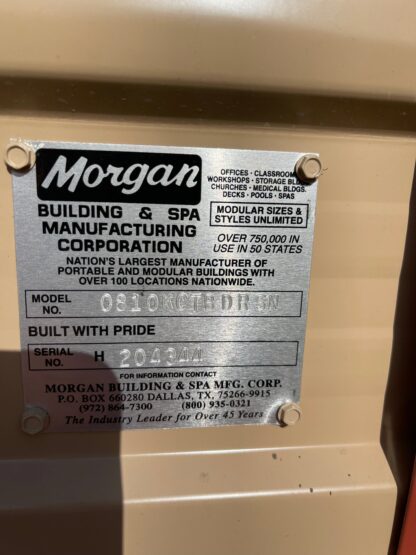 Morgan
OFFICES · CLASSROOMS
WORKSHOPS · STORAGE BLDGS.
CHURCHES · MEDICAL BLDGS.
DECKS · POOLS · SPAS
BUILDING & SPA
MANUFACTURING
CORPORATION
MODULAR SIZES &
STYLES UNLIMITED
OVER 750,000 IN
USE IN 50 STATES
NATION'S LARGEST MANUFACTURER OF
PORTABLE AND MODULAR BUILDINGS WITH
OVER 100 LOCATIONS NATIONWIDE.
MODEL
NO.
BUILT WITH PRIDE
SERIAL
NO.
H 204344
FOR INFORMATION CONTACT
MORGAN BUILDING & SPA MFG. CORP.
P.O. BOX 660280 DALLAS, TX, 75266-9915
(972) 864-7300 (800) 935-0321
The Industry Leader for Over 45 Years